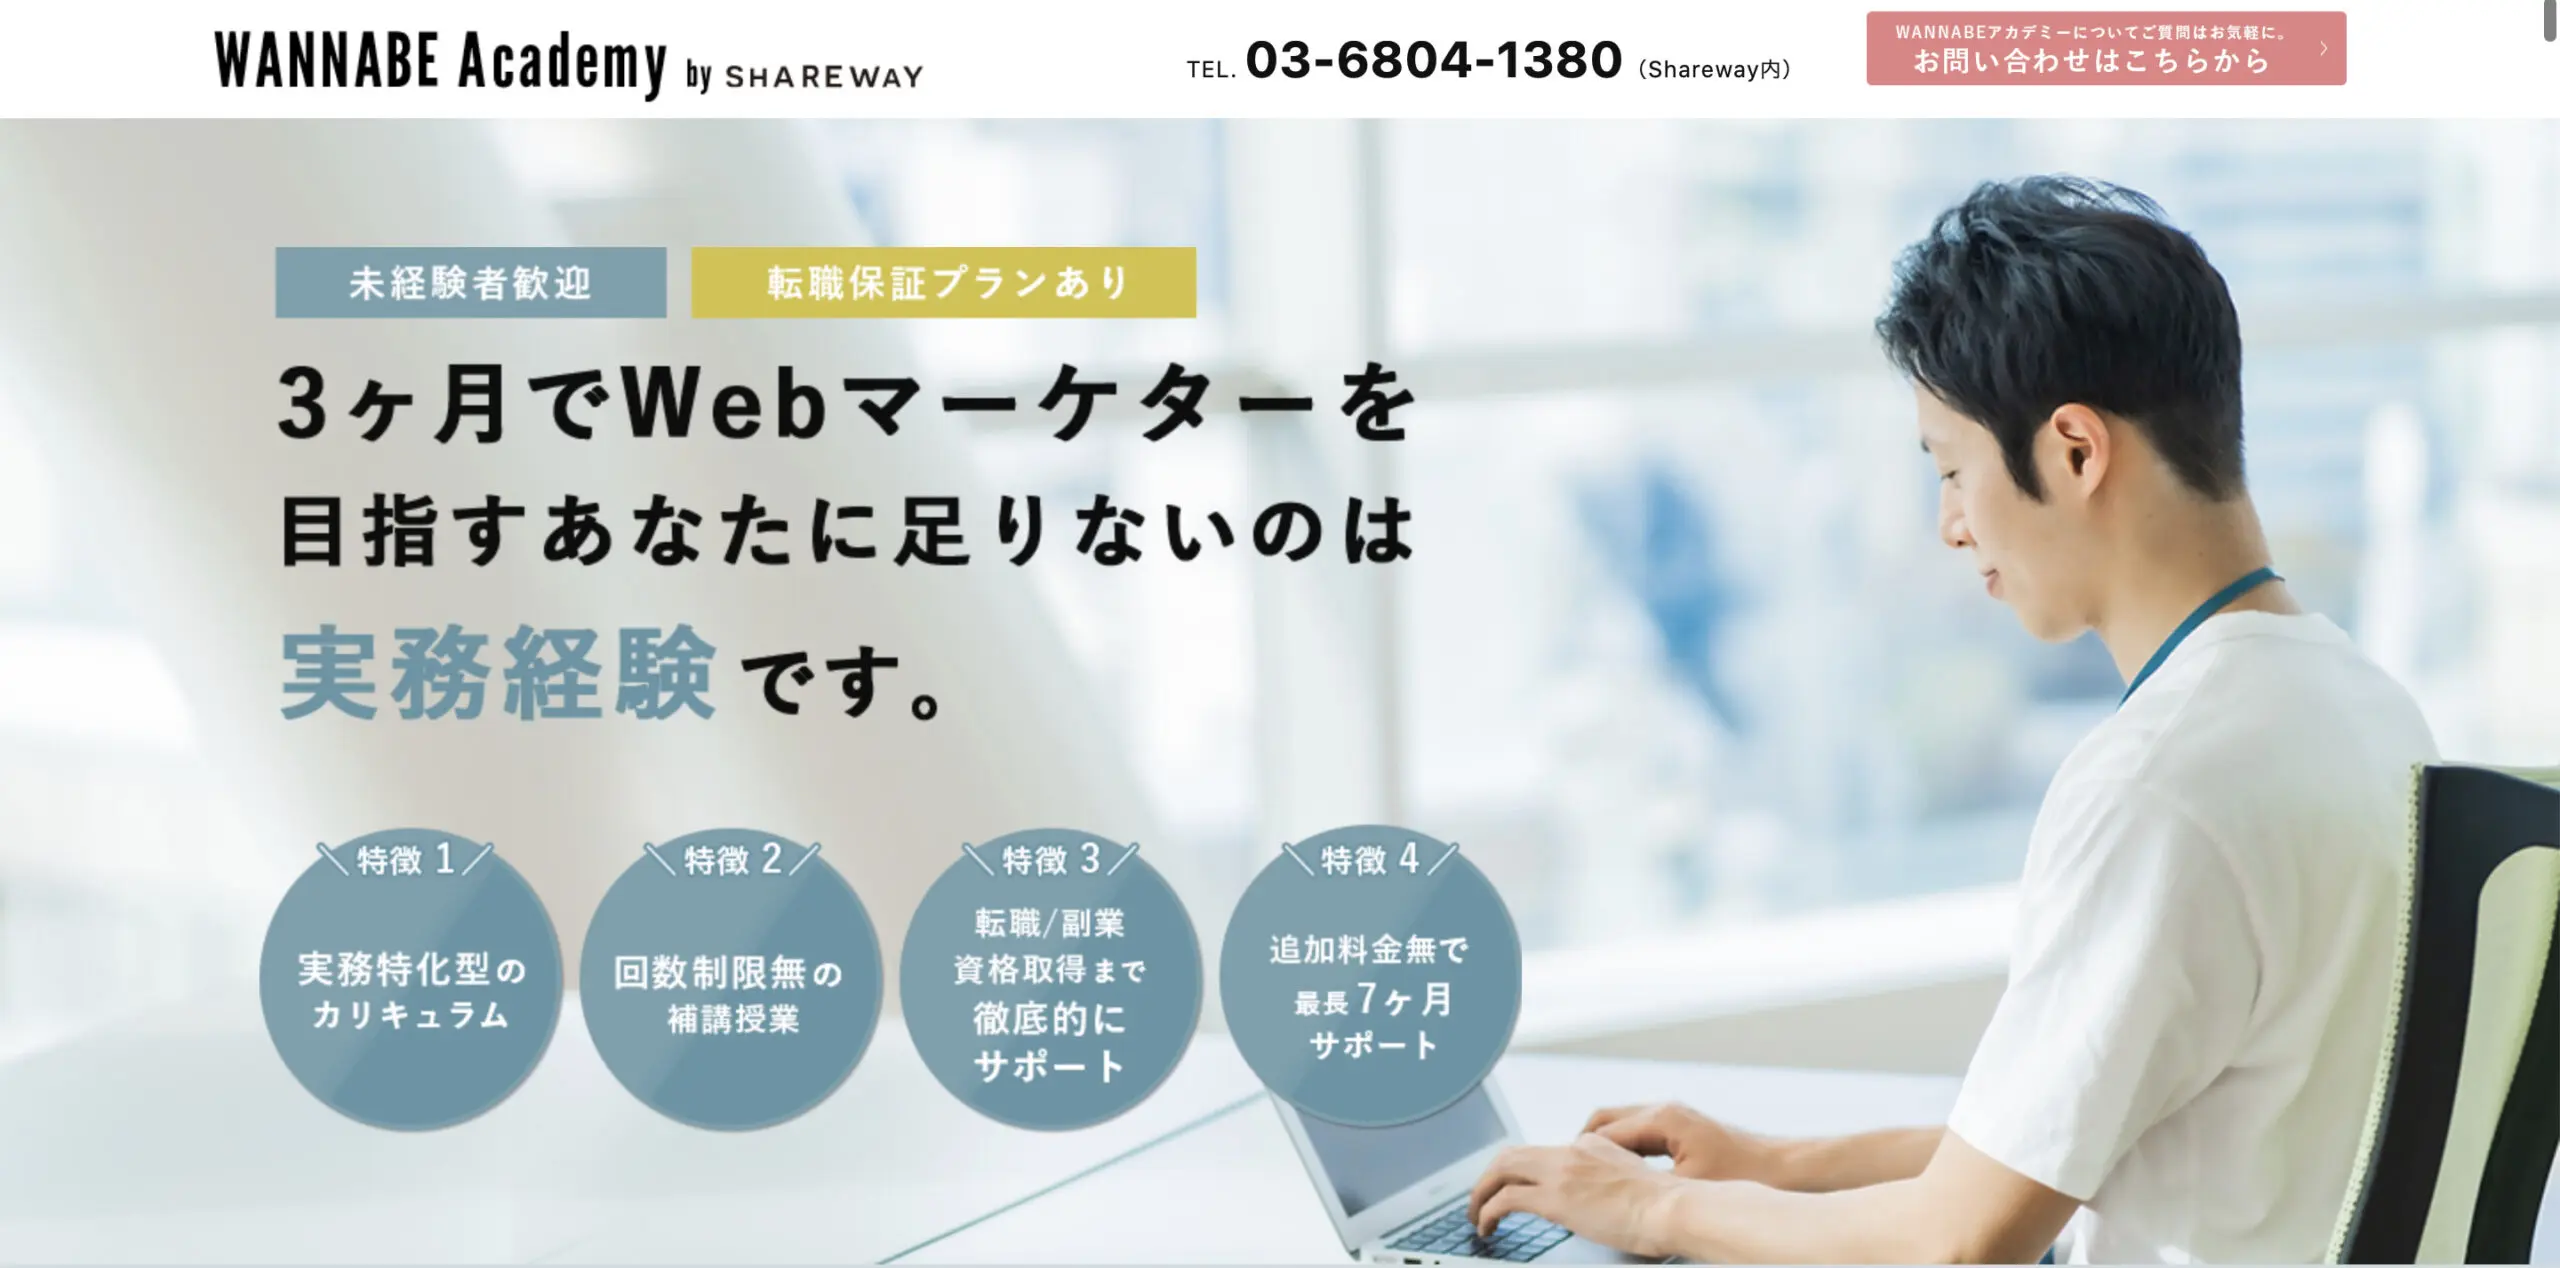 WANNABE Academy by SHAREWAY
TEL. 03-6804-1380（Shareway内）
WANNABEアカデミーについてご質問はお気軽に。
お問い合わせはこちらから
未経験者歓迎
転職保証プランあり
3ヶ月でWebマーケターを
目指すあなたに足りないのは
実務経験です。
特徴 1
実務特化型の
カリキュラム
特徴 2
回数制限無の
補講授業
特徴 3
転職/副業
資格取得まで
徹底的に
サポート
特徴 4
追加料金無で
最長7ヶ月
サポート